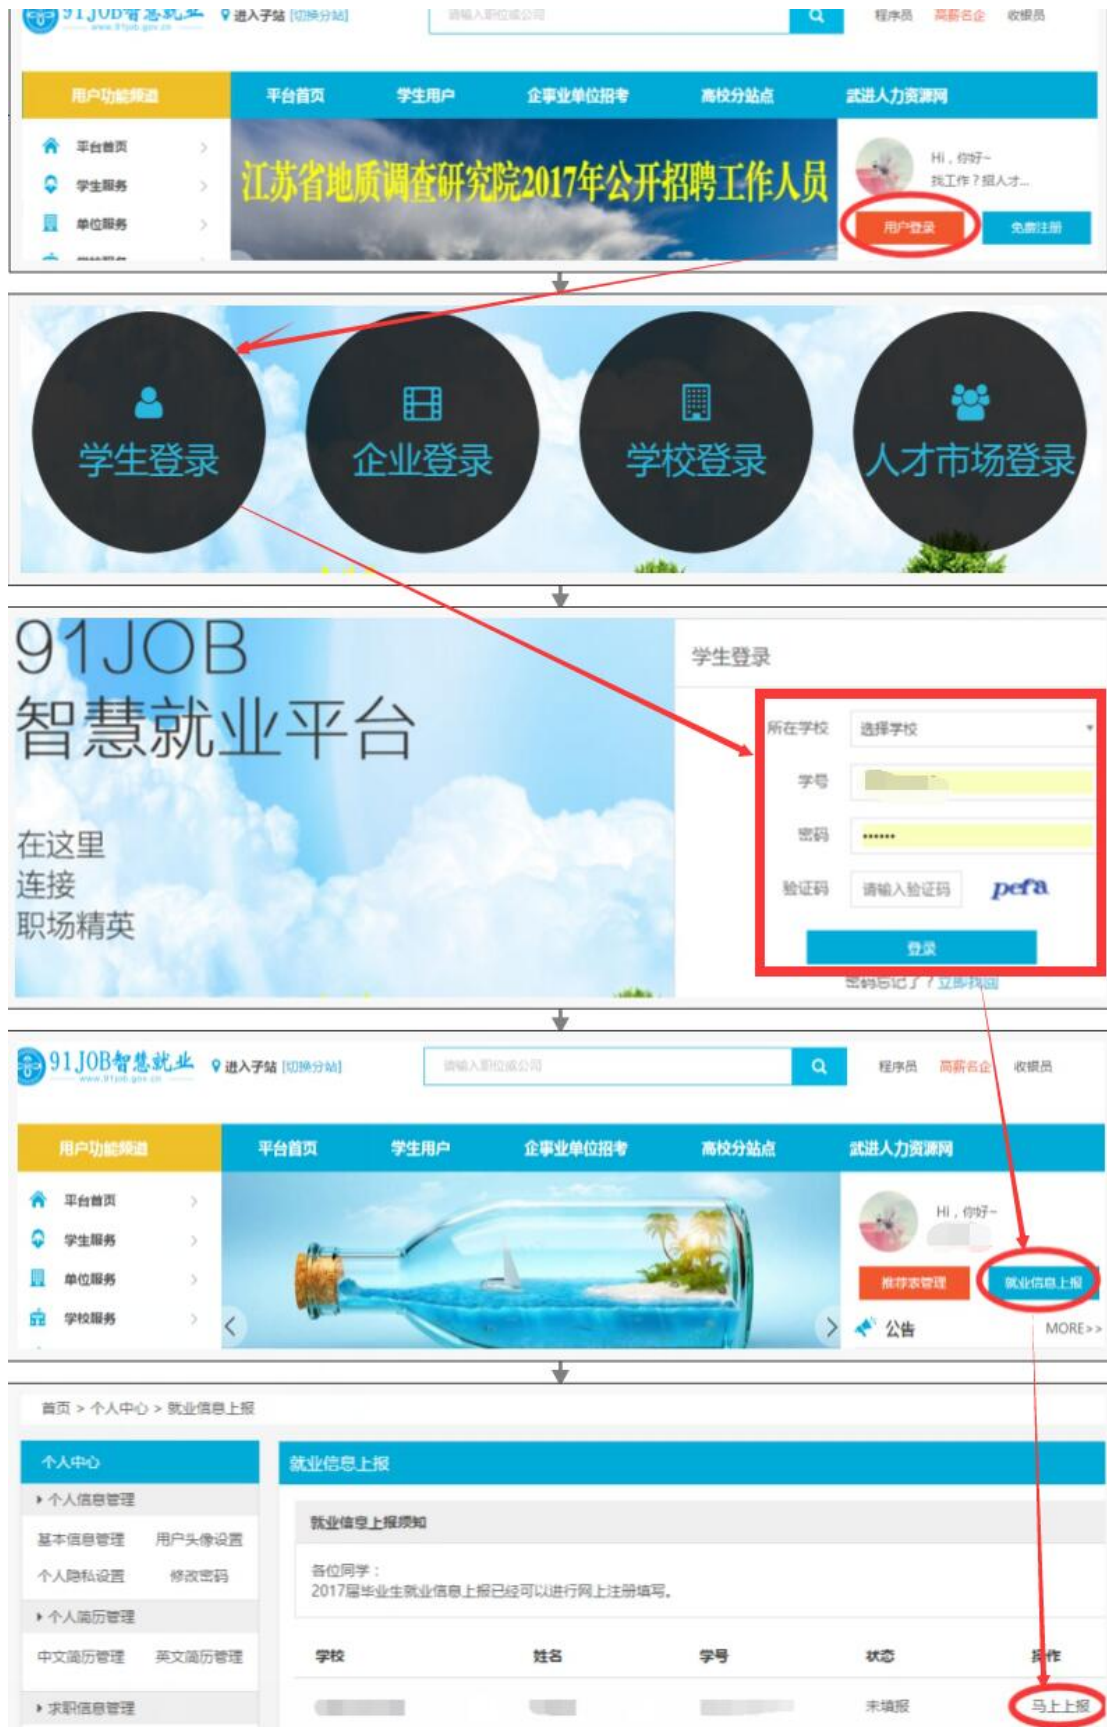 91JOB智慧就业
www.91job.gov.cn
进入子站 [切换分站]
请输入职位或公司
程序员 高薪名企 收银员
用户功能频道 平台首页 学生用户 企事业单位招考 高校分站点 武进人力资源网
平台首页
学生服务
单位服务
学校服务
江苏省地质调查研究院2017年公开招聘工作人员
Hi，你好~
找工作？招人才...
用户登录 免费注册
学生登录 企业登录 学校登录 人才市场登录
91JOB
智慧就业平台
在这里
连接
职场精英
学生登录
所在学校 选择学校
学号
密码 ••••••
验证码 请输入验证码 pefa
登录
密码忘记了？立即找回
91JOB智慧就业
www.91job.gov.cn
进入子站 [切换分站]
请输入职位或公司
程序员 高薪名企 收银员
用户功能频道 平台首页 学生用户 企事业单位招考 高校分站点 武进人力资源网
平台首页
学生服务
单位服务
学校服务
Hi，你好~
推荐表管理 就业信息上报
公告 MORE>>
首页 > 个人中心 > 就业信息上报
个人中心
个人信息管理
基本信息管理 用户头像设置
个人隐私设置 修改密码
个人简历管理
中文简历管理 英文简历管理
求职信息管理
就业信息上报
就业信息上报须知
各位同学：
2017届毕业生就业信息上报已经可以进行网上注册填写。
学校 姓名 学号 状态 操作
未填报 马上上报